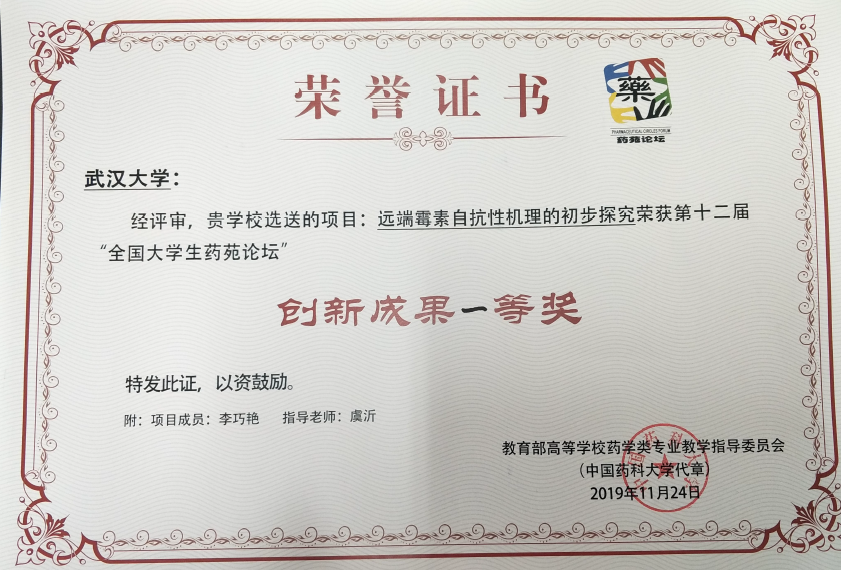 荣誉证书
藥
PHARMACEUTICAL CIRCLES FORUM
药苑论坛
武汉大学：
经评审，贵学校选送的项目：远端霉素自抗性机理的初步探究荣获第十二届
“全国大学生药苑论坛”
创新成果一等奖
特发此证，以资鼓励。
附：项目成员：李巧艳 指导老师：虞沂
教育部高等学校药学类专业教学指导委员会
（中国药科大学代章）
2019年11月24日
中国药科大学